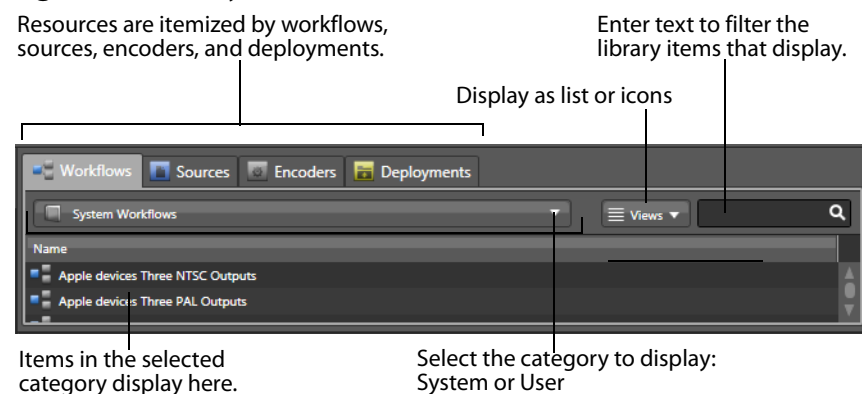 Resources are itemized by workflows,
sources, encoders, and deployments.
Enter text to filter the
library items that display.
Display as list or icons
Workflows
Sources
Encoders
Deployments
System Workflows
Views
Name
Apple devices Three NTSC Outputs
Apple devices Three PAL Outputs
Items in the selected
category display here.
Select the category to display:
System or User